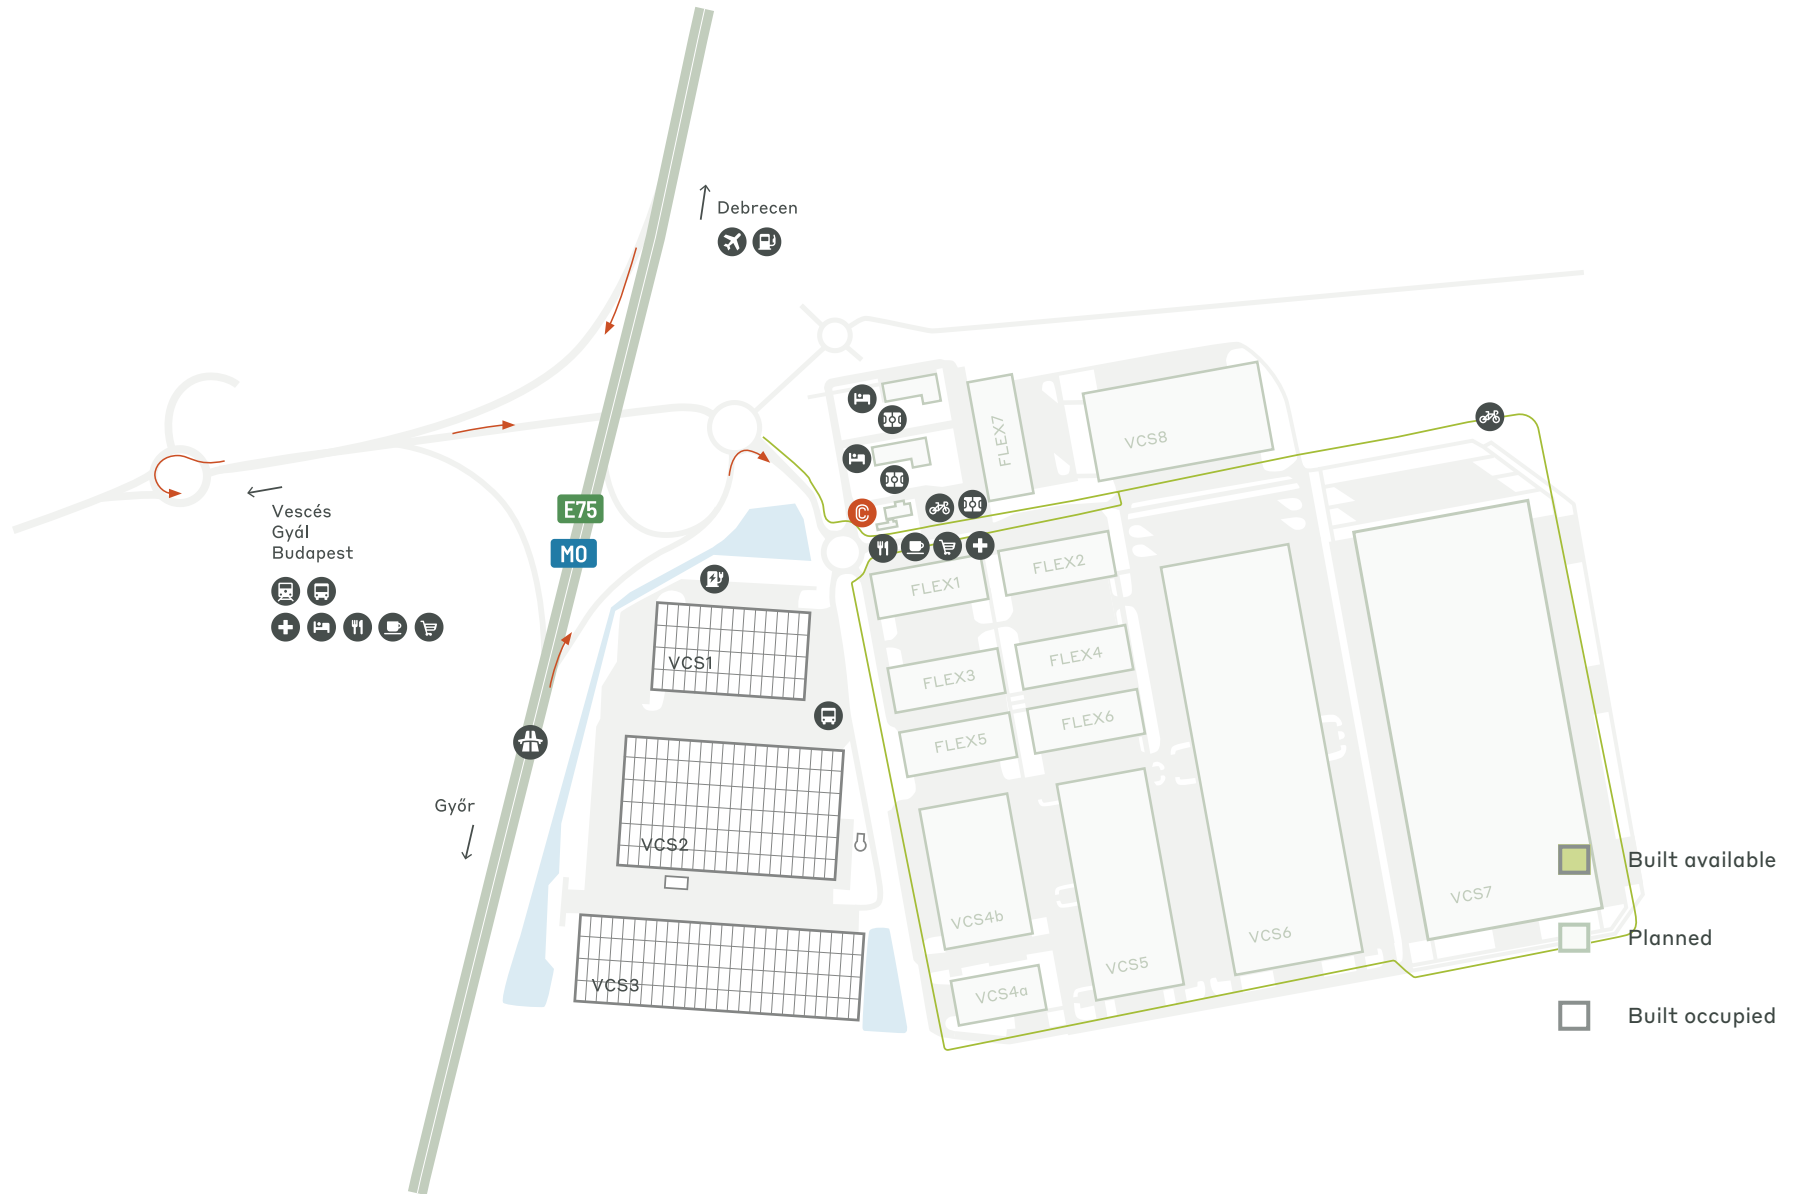 Debrecen
FLEX7
VCS8
E75
M0
Vescés
Gyál
Budapest
C
FLEX1
FLEX2
VCS1
FLEX3
FLEX4
FLEX5
FLEX6
Győr
VCS2
VCS4b
VCS5
VCS6
VCS7
VCS3
VCS4a
Built available
Planned
Built occupied